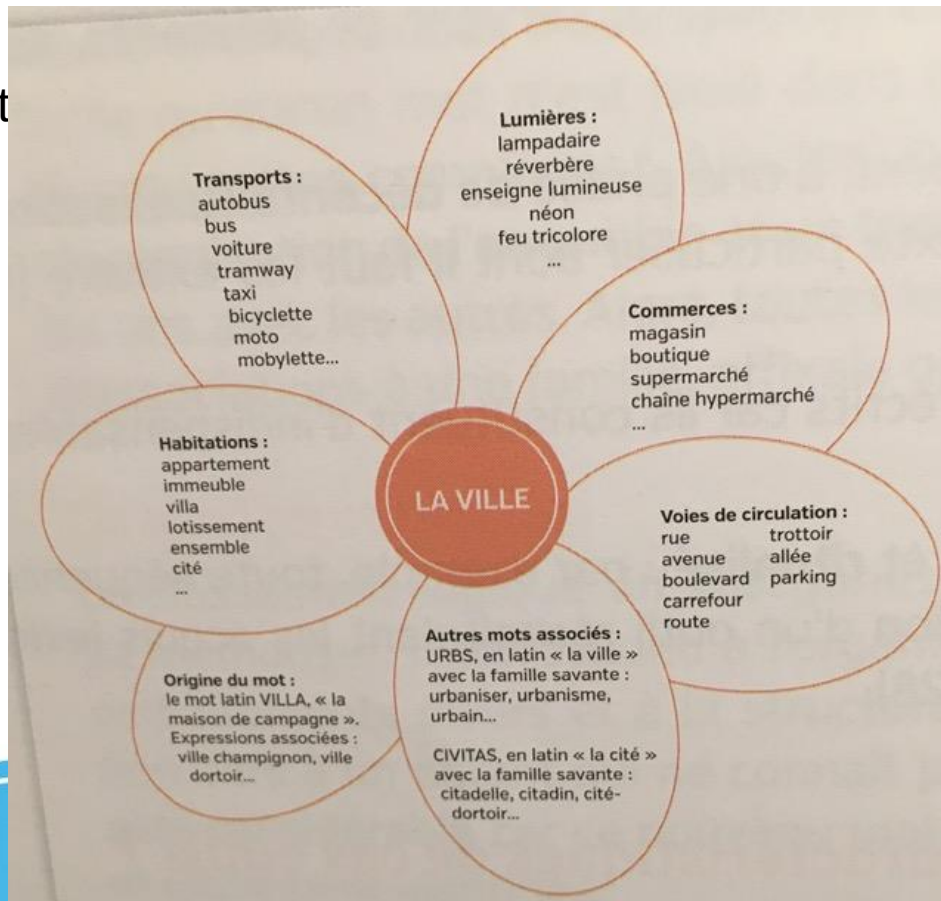 t
Lumières :
lampadaire
réverbère
enseigne lumineuse
néon
feu tricolore
...
Transports :
autobus
bus
voiture
tramway
taxi
bicyclette
moto
mobylette...
Commerces :
magasin
boutique
supermarché
chaîne hypermarché
...
Habitations :
appartement
immeuble
villa
lotissement
ensemble
cité
...
LA VILLE
Voies de circulation :
rue trottoir
avenue allée
boulevard parking
carrefour
route
Autres mots associés :
URBS, en latin « la ville »
avec la famille savante :
urbaniser, urbanisme,
urbain...
CIVITAS, en latin « la cité »
avec la famille savante :
citadelle, citadin, cité-
dortoir...
Origine du mot :
le mot latin VILLA, « la
maison de campagne ».
Expressions associées :
ville champignon, ville
dortoir...